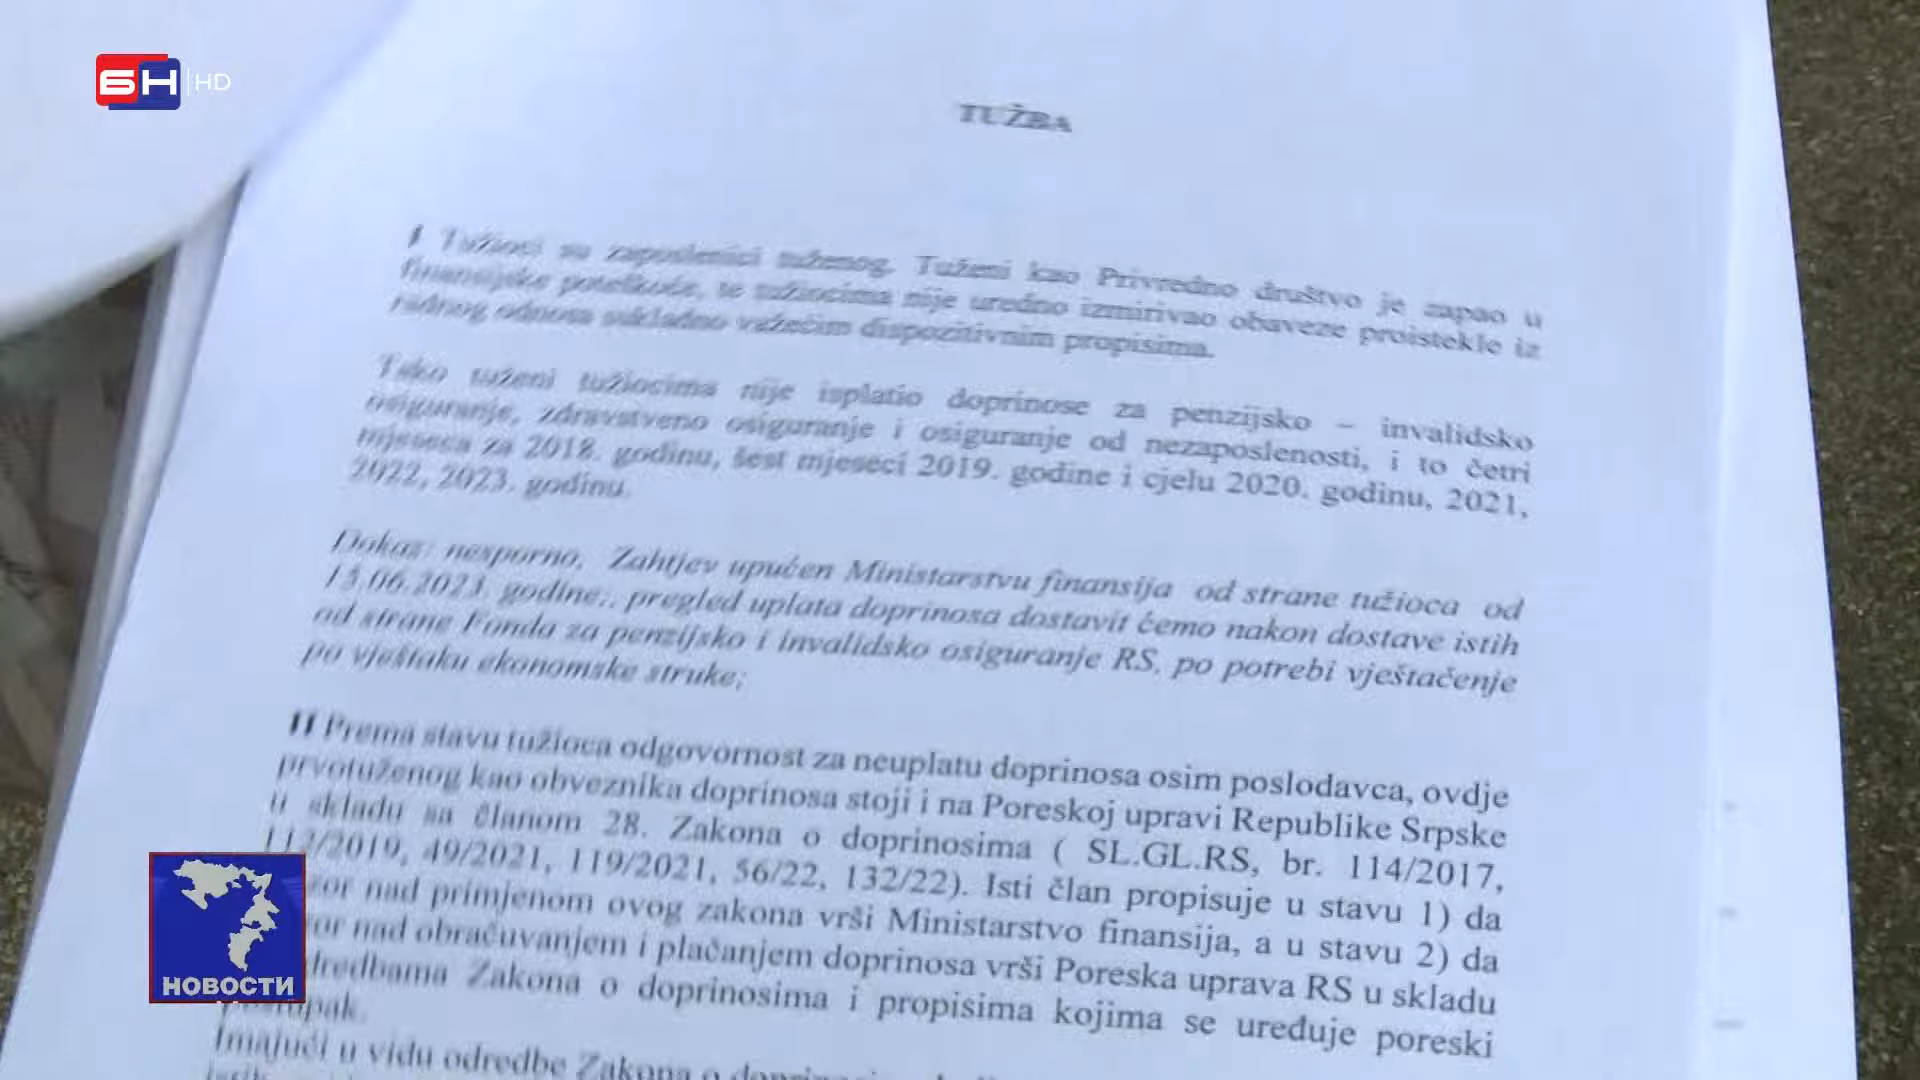 БН HD
TUŽBA
I Tužioci su zaposlenici tuženog. Tuženi kao Privredno društvo je zapao u
finansijske poteškoće, te tužiocima nije uredno izmirivao obaveze proistekle iz
radnog odnosa sukladno važećim dispozitivnim propisima.
Tako tuženi tužiocima nije isplatio doprinose za penzijsko – invalidsko
osiguranje, zdravstveno osiguranje i osiguranje od nezaposlenosti, i to četri
mjeseca za 2018. godinu, šest mjeseci 2019. godine i cjelu 2020. godinu, 2021,
2022, 2023. godinu.
Dokaz: nesporno, Zahtjev upućen Ministarstvu finansija od strane tužioca od
13.06.2023. godine;, pregled uplata doprinosa dostavit ćemo nakon dostave istih
od strane Fonda za penzijsko i invalidsko osiguranje RS, po potrebi vještačenje
po vještaku ekonomske struke;
II Prema stavu tužioca odgovornost za neuplatu doprinosa osim poslodavca, ovdje
prvotuženog kao obveznika doprinosa stoji i na Poreskoj upravi Republike Srpske
u skladu sa članom 28. Zakona o doprinosima ( SL.GL.RS, br. 114/2017,
112/2019, 49/2021, 119/2021, 56/22, 132/22). Isti član propisuje u stavu 1) da
nad primjenom ovog zakona vrši Ministarstvo finansija, a u stavu 2) da
nad obračuvanjem i plačanjem doprinosa vrši Poreska uprava RS u skladu
Zakona o doprinosima i propisima kojima se uređuje poreski
Imajući u vidu odredbe Zakona o
НОВОСТИ